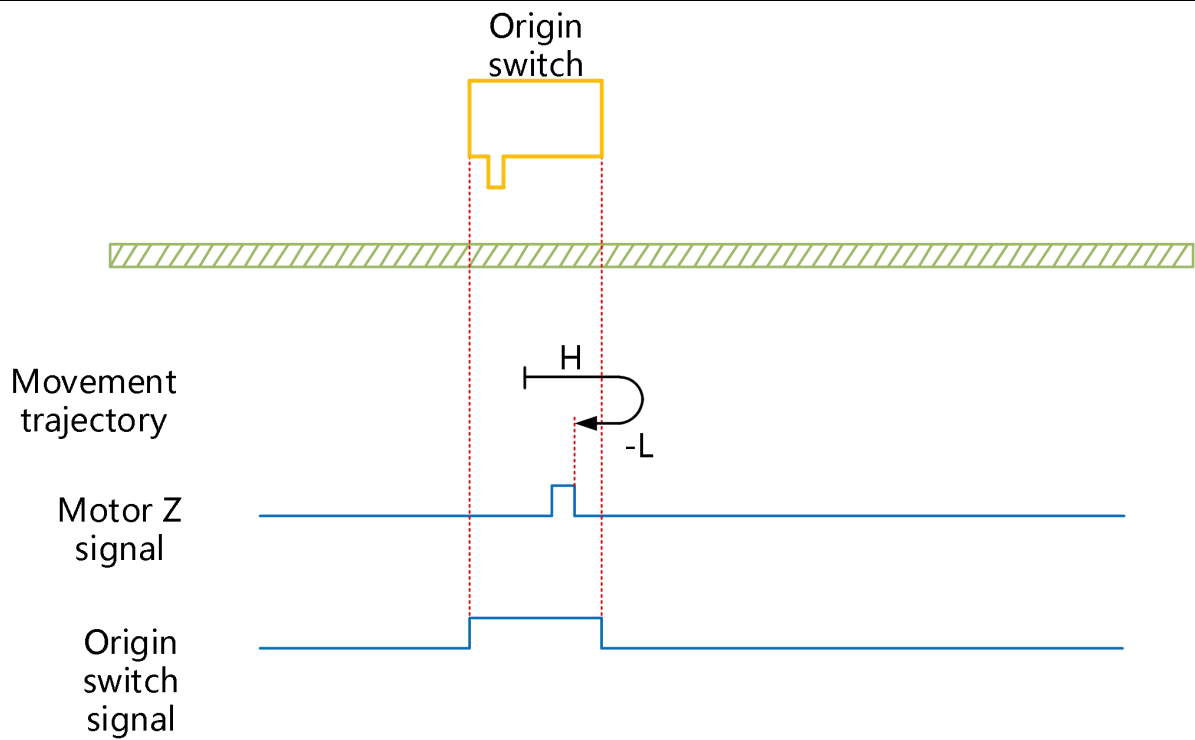 Origin
switch
H
Movement
trajectory
-L
Motor Z
signal
Origin
switch
signal